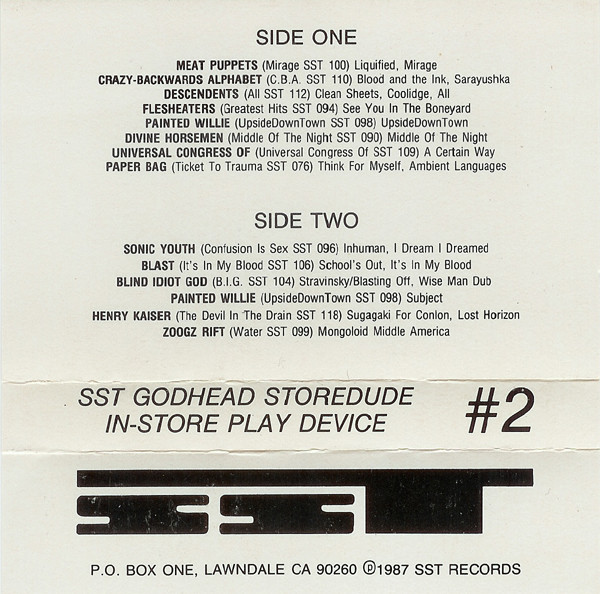 SIDE ONE
MEAT PUPPETS (Mirage SST 100) Liquified, Mirage
CRAZY-BACKWARDS ALPHABET (C.B.A. SST 110) Blood and the Ink, Sarayushka
DESCENDENTS (All SST 112) Clean Sheets, Coolidge, All
FLESHEATERS (Greatest Hits SST 094) See You In The Boneyard
PAINTED WILLIE (UpsideDownTown SST 098) UpsideDownTown
DIVINE HORSEMEN (Middle Of The Night SST 090) Middle Of The Night
UNIVERSAL CONGRESS OF (Universal Congress Of SST 109) A Certain Way
PAPER BAG (Ticket To Trauma SST 076) Think For Myself, Ambient Languages
SIDE TWO
SONIC YOUTH (Confusion Is Sex SST 096) Inhuman, I Dream I Dreamed
BLAST (It's In My Blood SST 106) School's Out, It's In My Blood
BLIND IDIOT GOD (B.I.G. SST 104) Stravinsky/Blasting Off, Wise Man Dub
PAINTED WILLIE (UpsideDownTown SST 098) Subject
HENRY KAISER (The Devil In The Drain SST 118) Sugagaki For Conlon, Lost Horizon
ZOOGZ RIFT (Water SST 099) Mongoloid Middle America
SST GODHEAD STOREDUDE
IN-STORE PLAY DEVICE
#2
SST
P.O. BOX ONE, LAWNDALE CA 90260 ℗1987 SST RECORDS